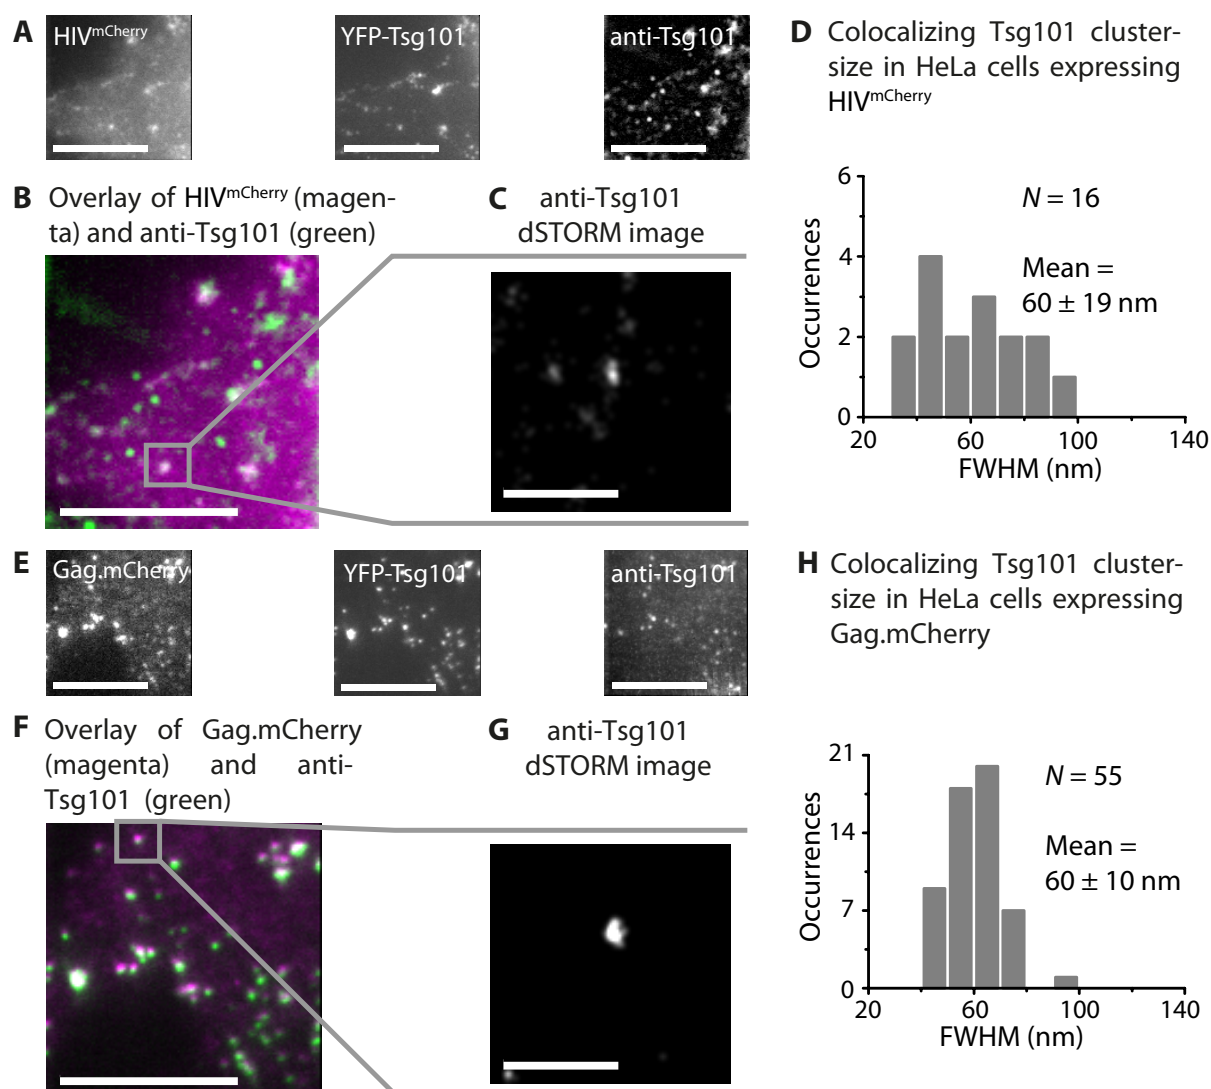 A
HIVmCherry
YFP-Tsg101
anti-Tsg101
D Colocalizing Tsg101 cluster-
size in HeLa cells expressing
HIVmCherry
B Overlay of HIVmCherry (magen-
ta) and anti-Tsg101 (green)
C anti-Tsg101
dSTORM image
6
4
2
0
Occurrences
N = 16
Mean =
60 ± 19 nm
20 60 100 140
FWHM (nm)
E
Gag.mCherry
YFP-Tsg101
anti-Tsg101
H Colocalizing Tsg101 cluster-
size in HeLa cells expressing
Gag.mCherry
F Overlay of Gag.mCherry
(magenta) and anti-
Tsg101 (green)
G anti-Tsg101
dSTORM image
21
14
7
0
Occurrences
N = 55
Mean =
60 ± 10 nm
20 60 100 140
FWHM (nm)